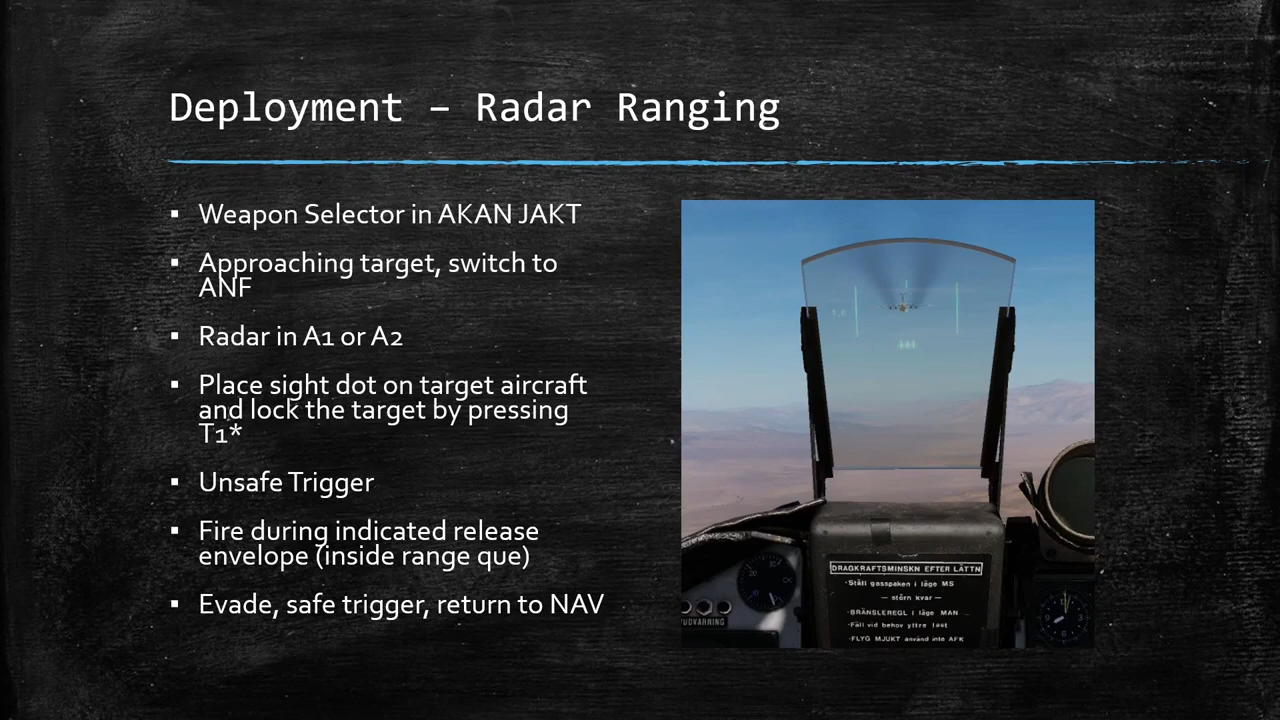 Deployment – Radar Ranging
▪ Weapon Selector in AKAN JAKT
▪ Approaching target, switch to
ANF
▪ Radar in A1 or A2
▪ Place sight dot on target aircraft
and lock the target by pressing
T1*
▪ Unsafe Trigger
▪ Fire during indicated release
envelope (inside range que)
▪ Evade, safe trigger, return to NAV
DRAGKRAFTSMINSKN EFTER LÄTTN
·Ställ gasspaken i läge MS
— störn kvar —
·BRÄNSLEREGL i läge MAN
·Fäll vid behov yttre last
·FLYG MJUKT använd inte AFK